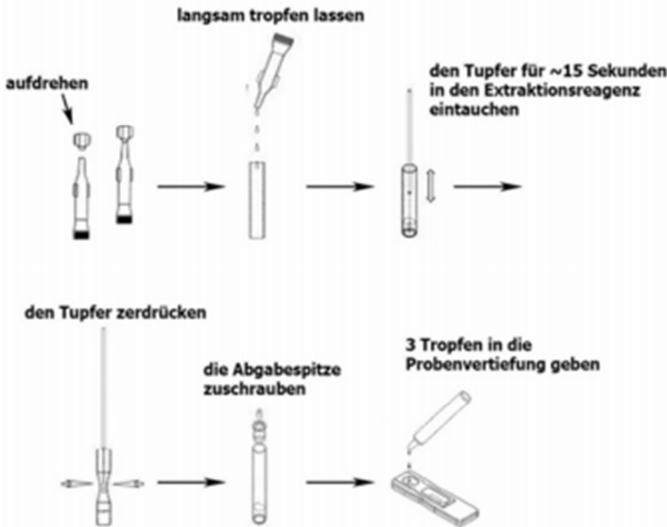 langsam tropfen lassen
aufdrehen
den Tupfer für ~15 Sekunden
in den Extraktionsreagenz
eintauchen
den Tupfer zerdrücken
die Abgabespitze
zuschrauben
3 Tropfen in die
Probenvertiefung geben